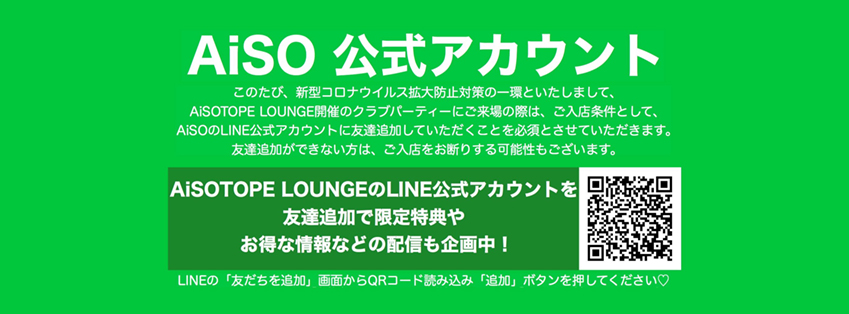 AiSO 公式アカウント
このたび、新型コロナウイルス拡大防止対策の一環といたしまして、
AiSOTOPE LOUNGE開催のクラブパーティーにご来場の際は、ご入店条件として、
AiSOのLINE公式アカウントに友達追加していただくことを必須とさせていただきます。
友達追加ができない方は、ご入店をお断りする可能性もございます。
AiSOTOPE LOUNGEのLINE公式アカウントを
友達追加で限定特典や
お得な情報などの配信も企画中！
LINEの「友だちを追加」画面からQRコード読み込み「追加」ボタンを押してください♡